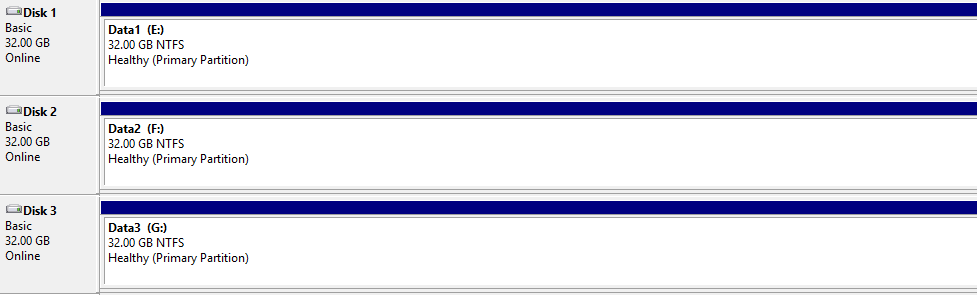 Disk 1
Basic
32.00 GB
Online
Data1 (E:)
32.00 GB NTFS
Healthy (Primary Partition)
Disk 2
Basic
32.00 GB
Online
Data2 (F:)
32.00 GB NTFS
Healthy (Primary Partition)
Disk 3
Basic
32.00 GB
Online
Data3 (G:)
32.00 GB NTFS
Healthy (Primary Partition)